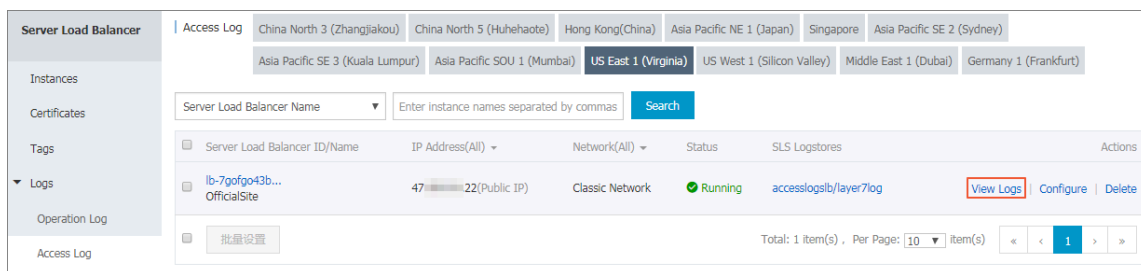 Server Load Balancer
Instances
Certificates
Tags
Logs
Operation Log
Access Log
Access Log China North 3 (Zhangjiakou) China North 5 (Huhehaote) Hong Kong(China) Asia Pacific NE 1 (Japan) Singapore Asia Pacific SE 2 (Sydney)
Asia Pacific SE 3 (Kuala Lumpur) Asia Pacific SOU 1 (Mumbai) US East 1 (Virginia) US West 1 (Silicon Valley) Middle East 1 (Dubai) Germany 1 (Frankfurt)
Server Load Balancer Name Enter instance names separated by commas Search
Server Load Balancer ID/Name IP Address(All) Network(All) Status SLS Logstores Actions
lb-7gofgo43b...
OfficialSite
47 22(Public IP) Classic Network Running accesslogslb/layer7log View Logs | Configure | Delete
批量设置 Total: 1 item(s) , Per Page: 10 item(s) « ‹ 1 › »